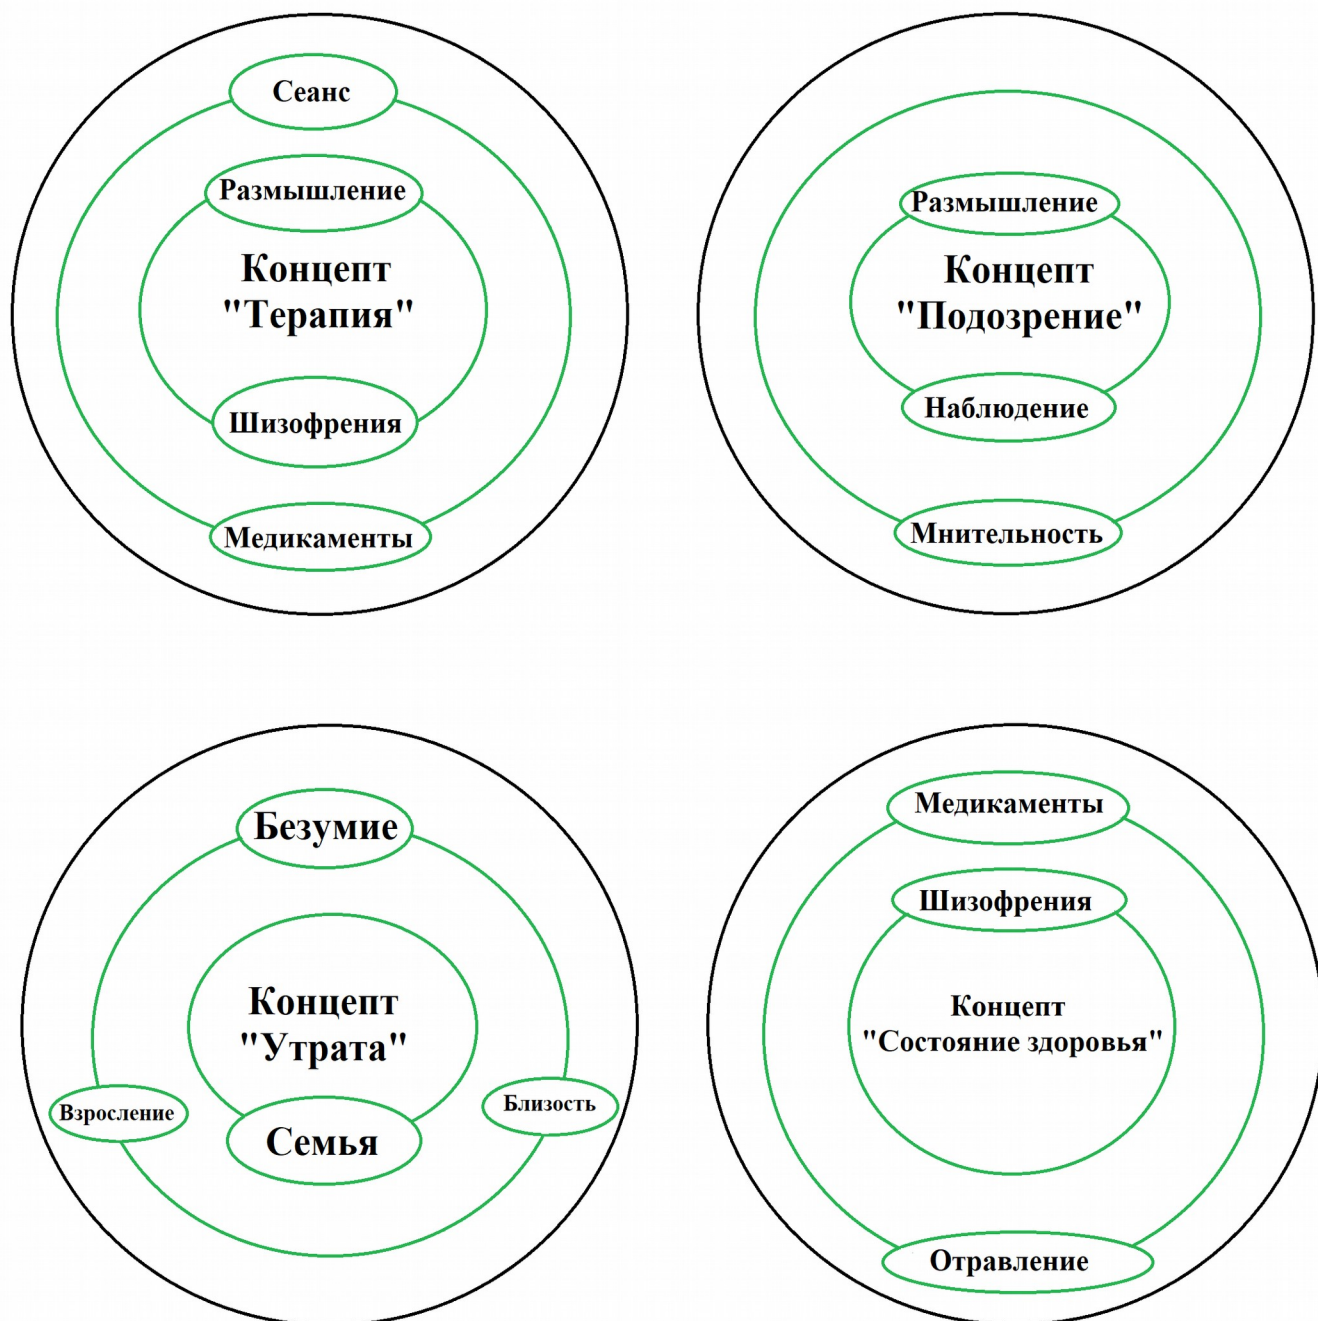 Сеанс
Размышление
Концепт
"Терапия"
Шизофрения
Медикаменты
Размышление
Концепт
"Подозрение"
Наблюдение
Мнительность
Безумие
Концепт
"Утрата"
Взросление
Близость
Семья
Медикаменты
Шизофрения
Концепт
"Состояние здоровья"
Отравление